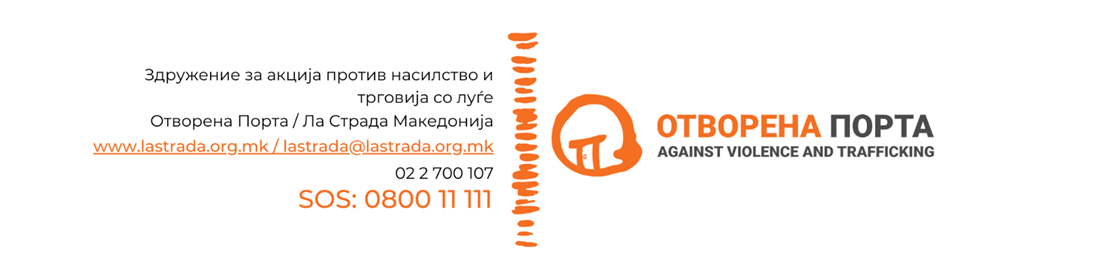 Здружение за акција против насилство и
трговија со луѓе
Отворена Порта / Ла Страда Македонија
www.lastrada.org.mk / lastrada@lastrada.org.mk
02 2 700 107
SOS: 0800 11 111
ОТВОРЕНА ПОРТА
AGAINST VIOLENCE AND TRAFFICKING